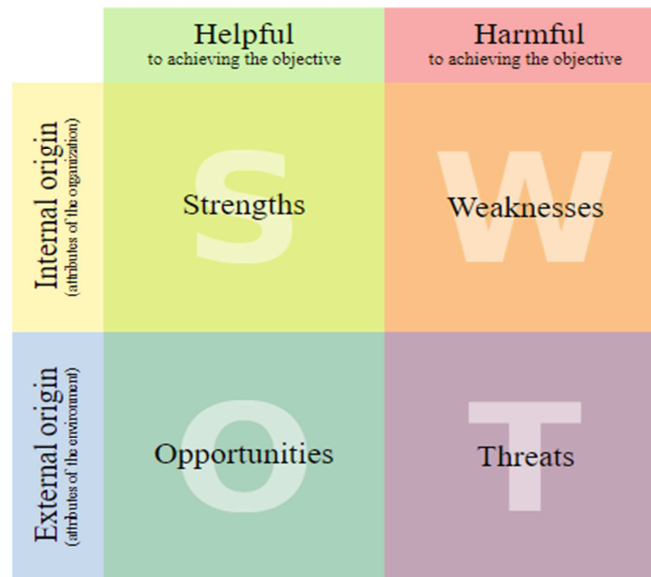 Helpful
to achieving the objective
Harmful
to achieving the objective
Internal origin
(attributes of the organization)
S
Strengths
W
Weaknesses
External origin
(attributes of the environment)
O
Opportunities
T
Threats